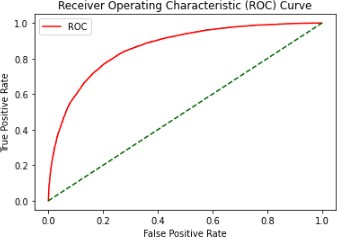 Receiver Operating Characteristic (ROC) Curve
ROC
True Positive Rate
1.0
0.8
0.6
0.4
0.2
0.0
0.0 0.2 0.4 0.6 0.8 1.0
False Positive Rate